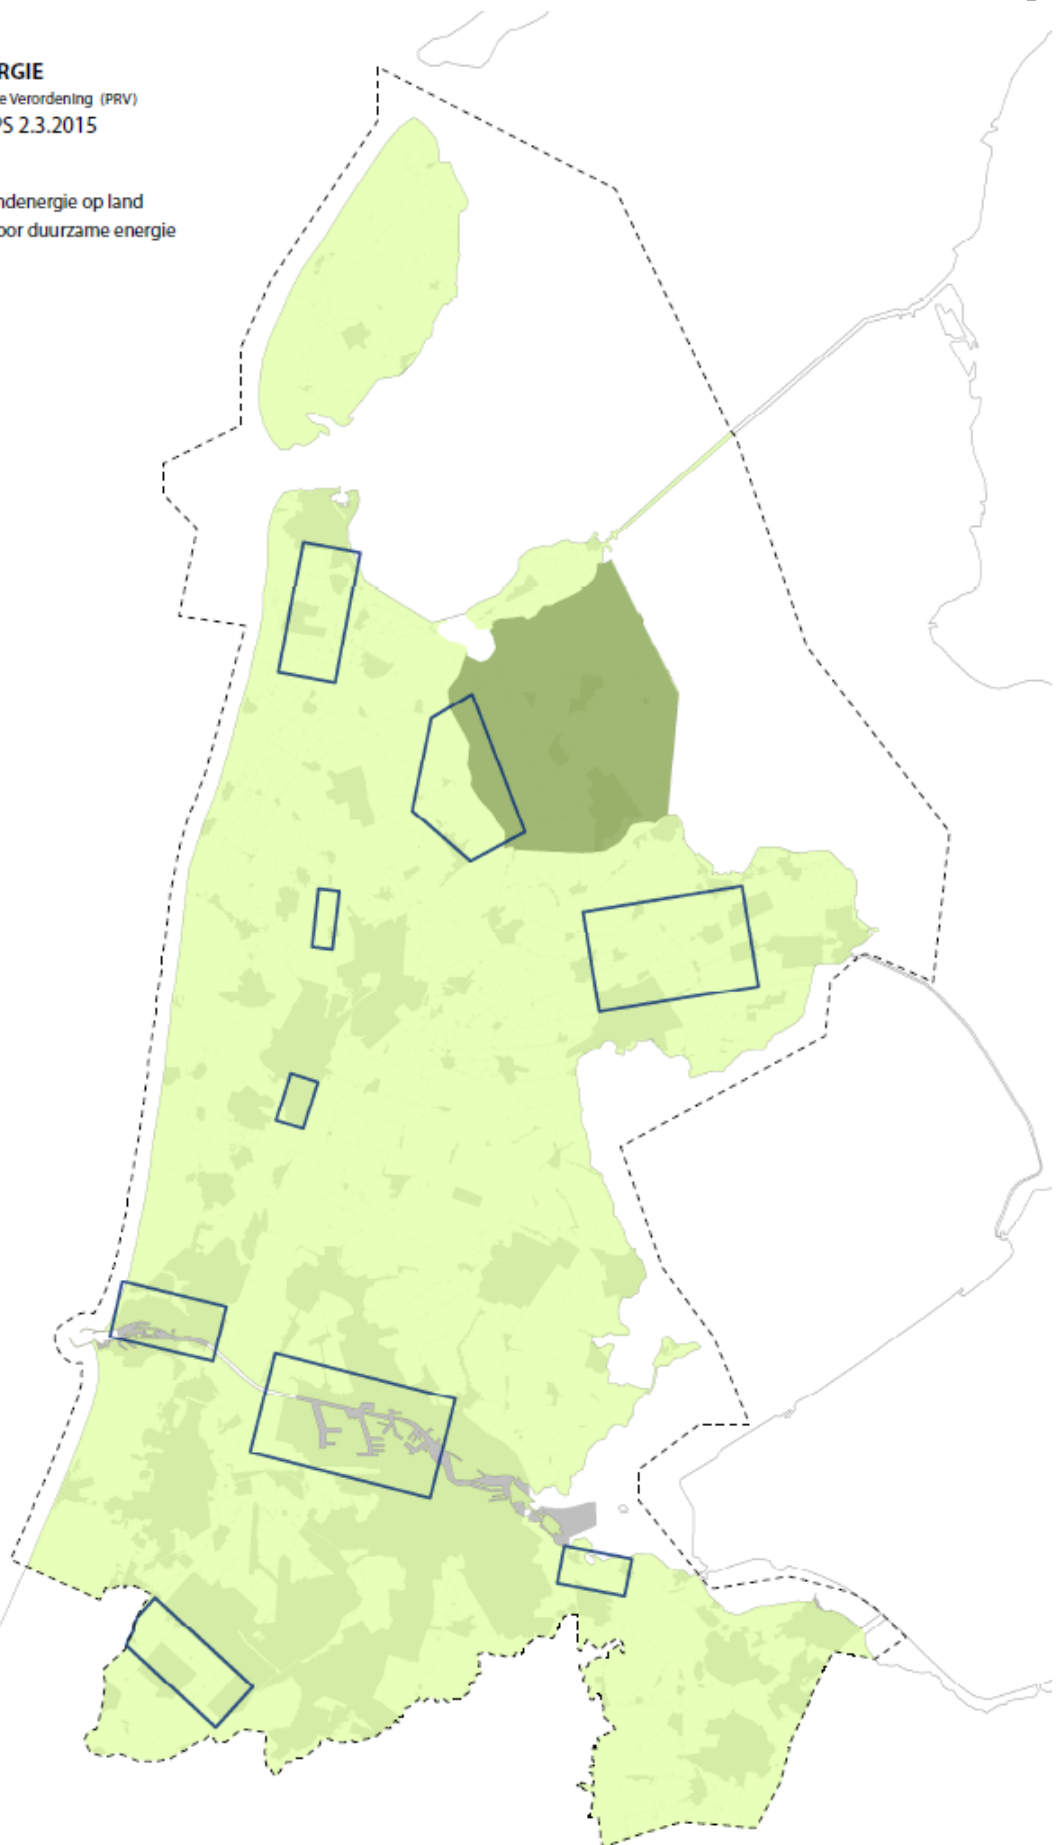 RGIE
e Verordening (PRV)
PS 2.3.2015
ndenergie op land
oor duurzame energie